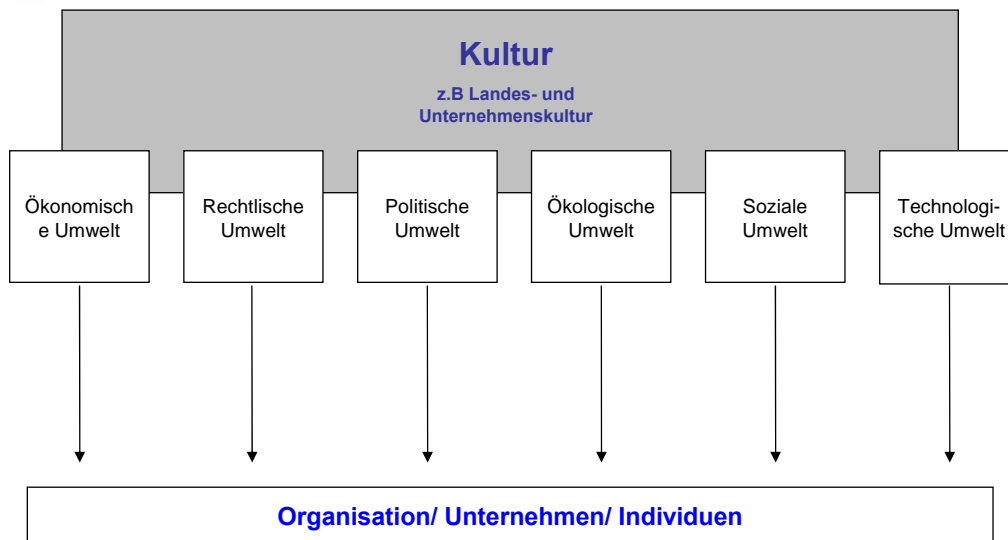 Kultur
z.B Landes- und
Unternehmenskultur
Ökonomisch
e Umwelt
Rechtlische
Umwelt
Politische
Umwelt
Ökologische
Umwelt
Soziale
Umwelt
Technologi-
sche Umwelt
Organisation/ Unternehmen/ Individuen